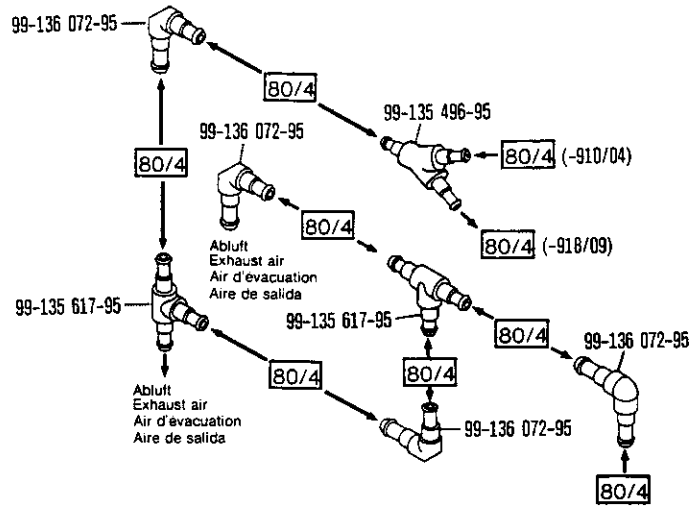 99-136 072-95
80/4
99-135 496-95
99-136 072-95
80/4
80/4 (-910/04)
80/4
80/4 (-918/09)
Abluft
Exhaust air
Air d'évacuation
Aire de salida
99-135 617-95
99-135 617-95
80/4
99-136 072-95
80/4
80/4
Abluft
Exhaust air
Air d'évacuation
Aire de salida
99-136 072-95
80/4